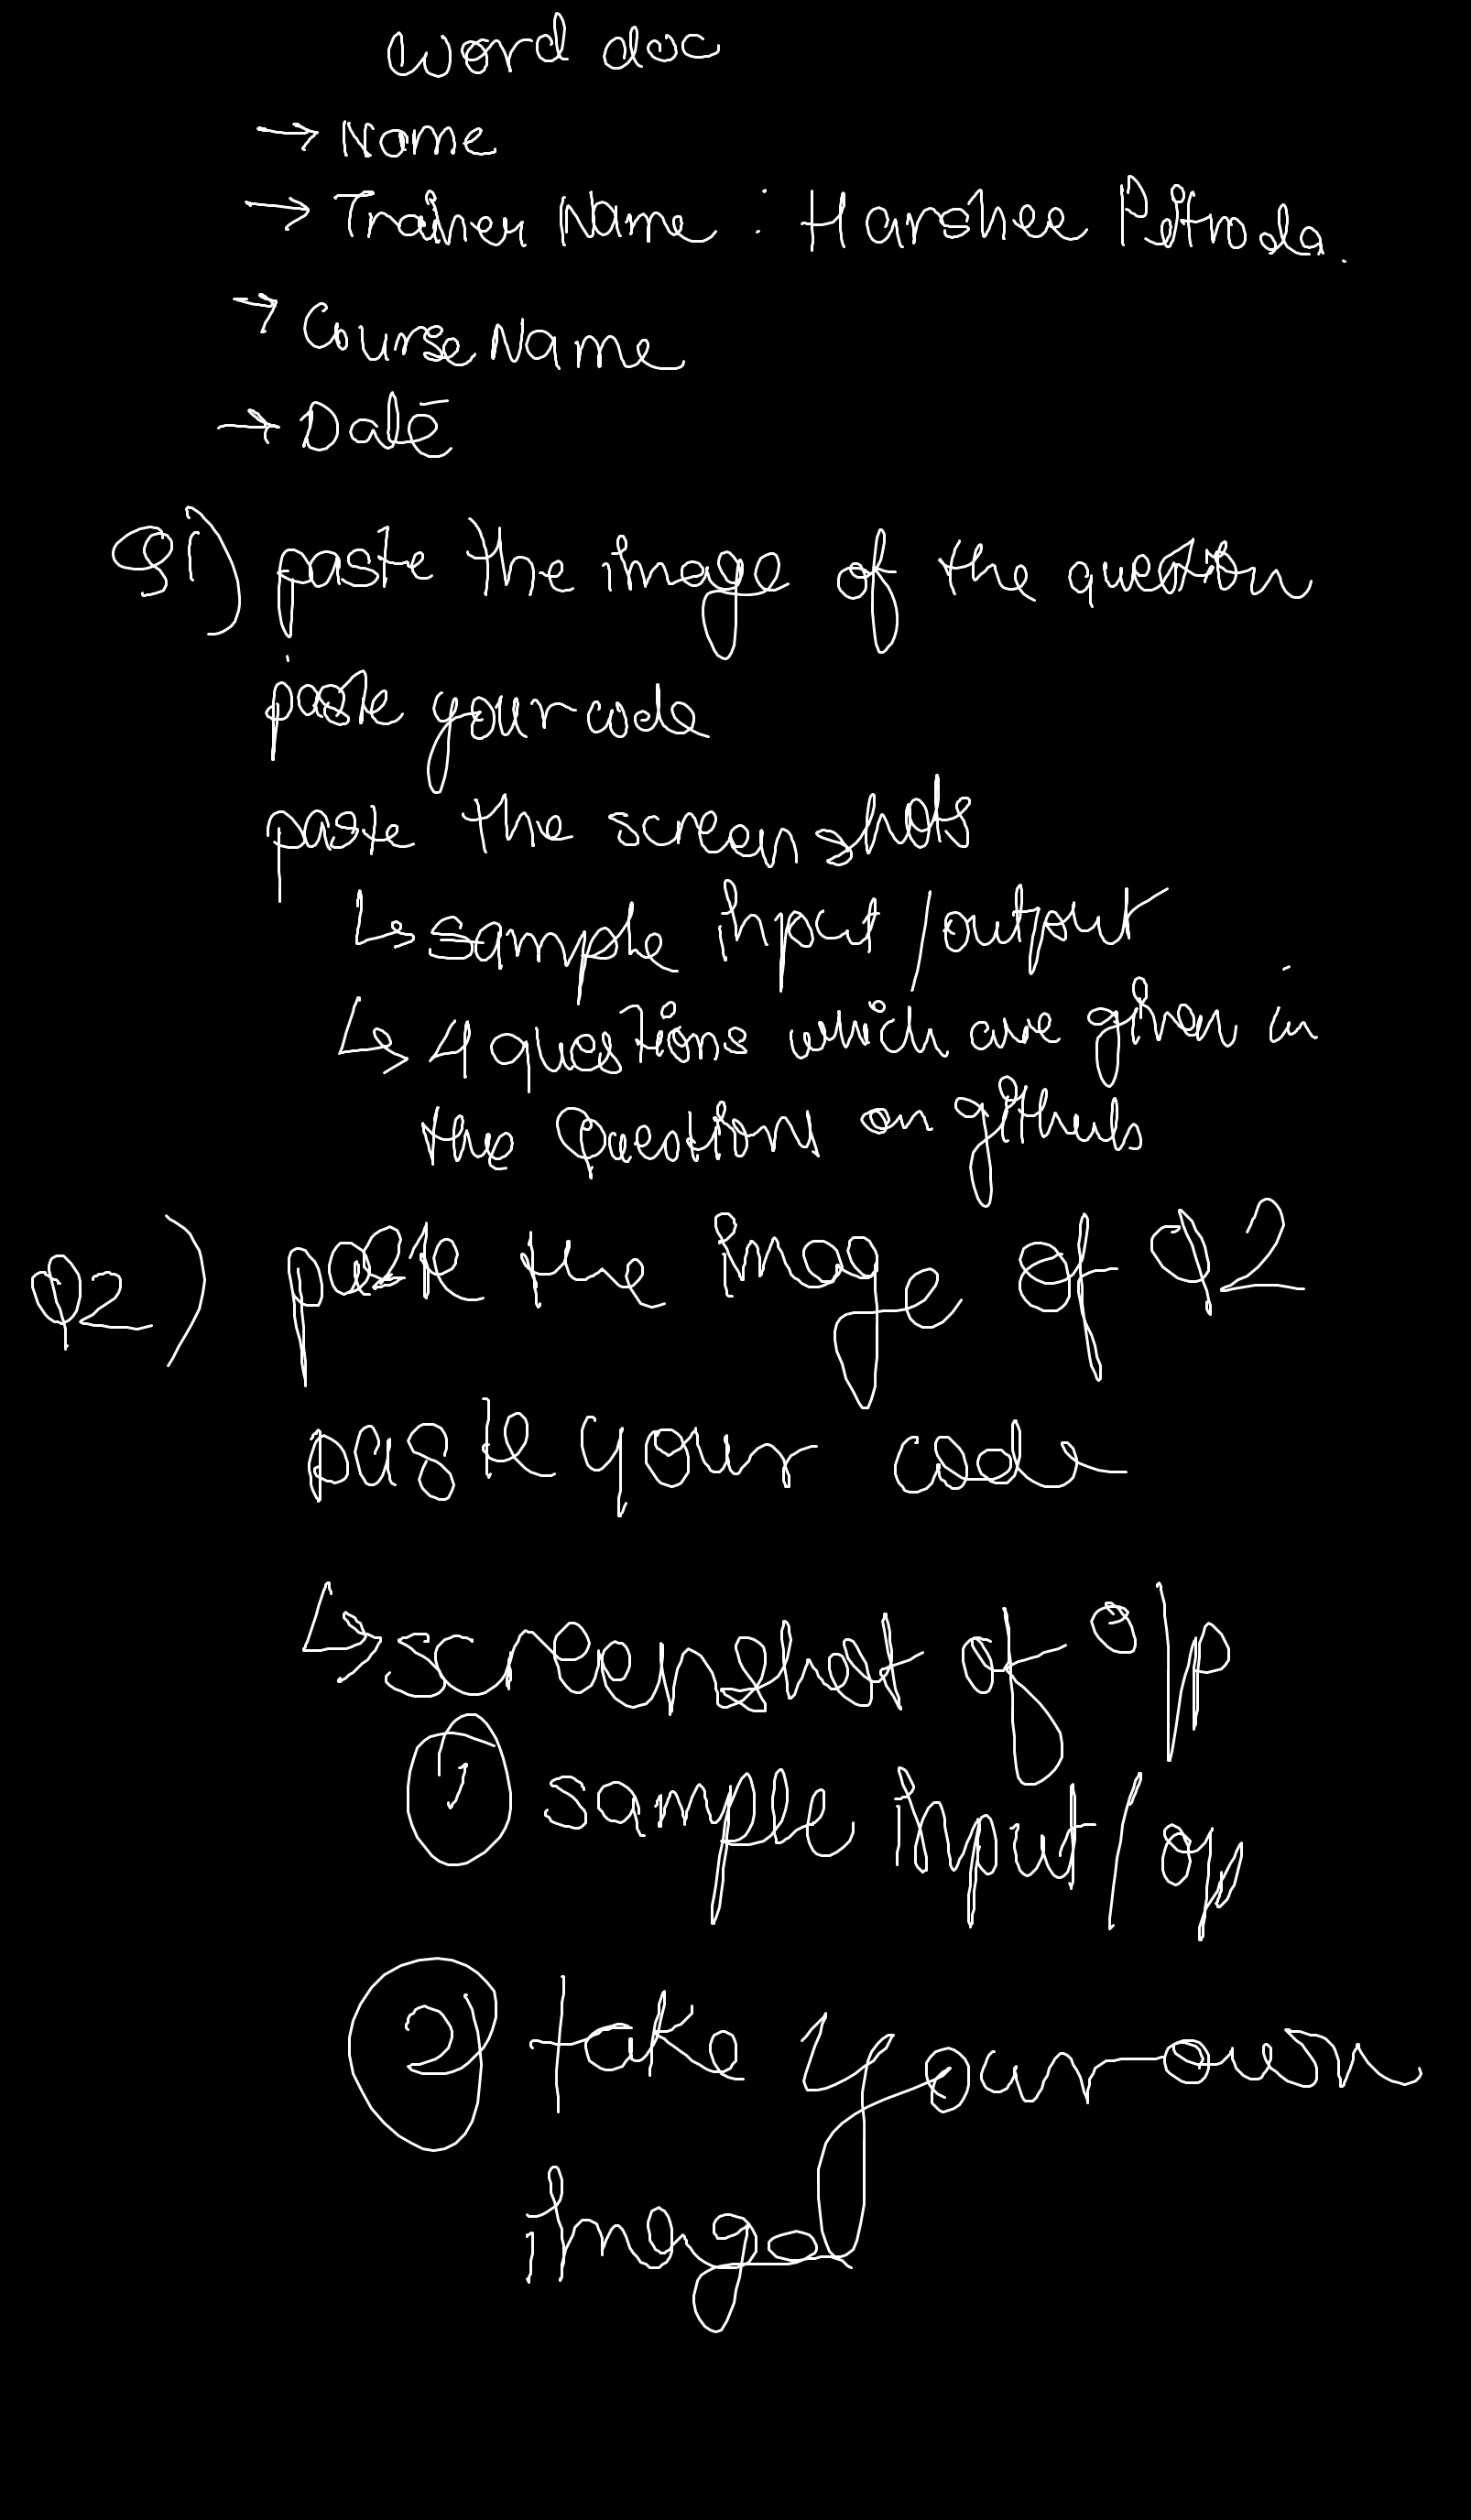 word doc
→ Name
→ Trainer Name : Harshee Pitroda.
→ Course Name
→ Date
Q1) paste the image of the question
paste your code
paste the screenshots
↳ sample input/output
↳ 4 questions which are given in
the Questions on github
Q2) paste the image of Q2
paste your code
↳ screenshot of o/p
① sample input/op
② take your own
image